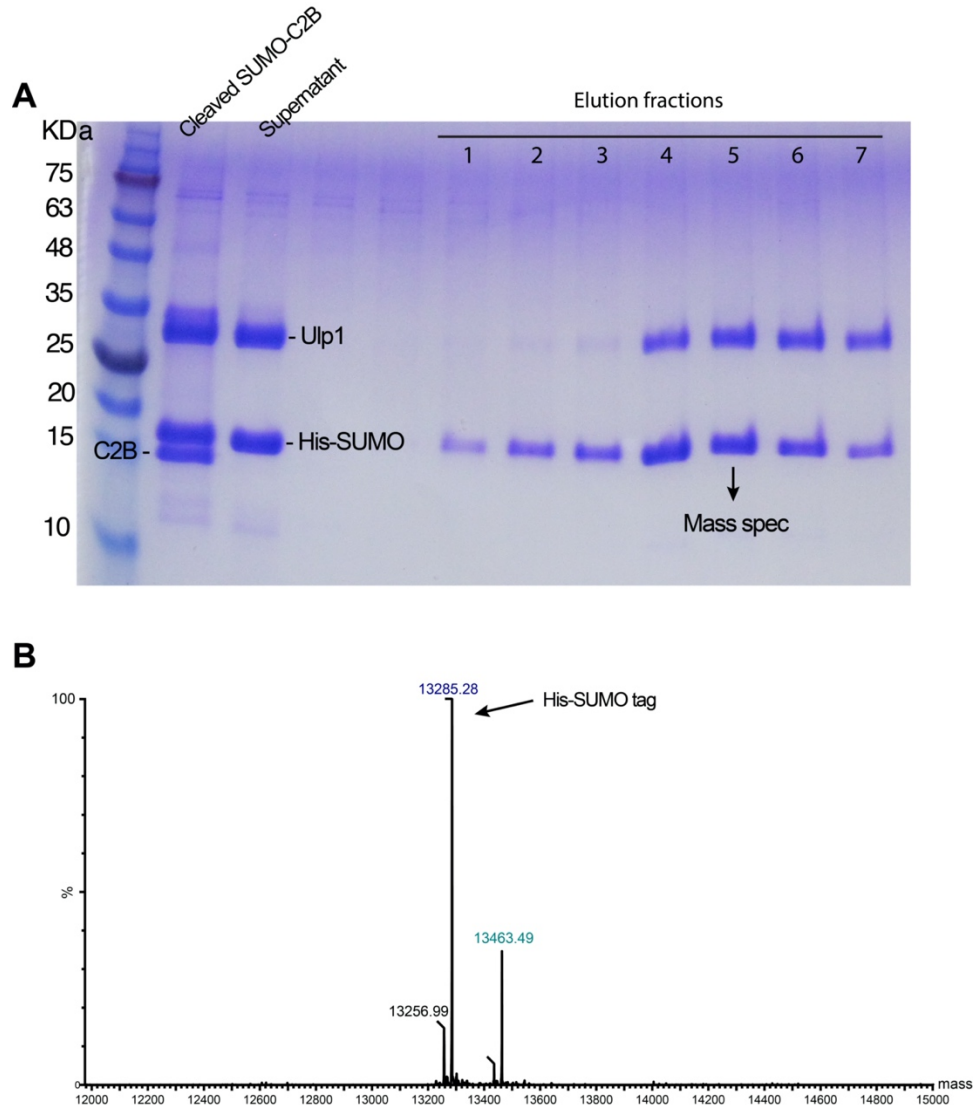 A
Cleaved SUMO-C2B
Supernatant
Elution fractions
KDa
1 2 3 4 5 6 7
75
63
48
35
25
20
15
10
- Ulp1
C2B -
- His-SUMO
Mass spec
B
100
%
0
13285.28
His-SUMO tag
13463.49
13256.99
mass
12000 12200 12400 12600 12800 13000 13200 13400 13600 13800 14000 14200 14400 14600 14800 15000